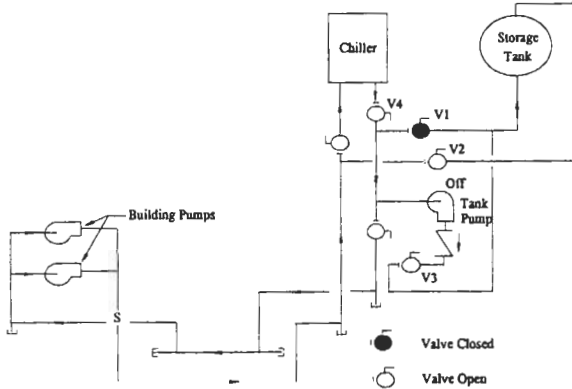 Chiller
Storage
Tank
V4
V1
V2
Off
Tank
Pump
Building Pumps
V3
S
Valve Closed
Valve Open